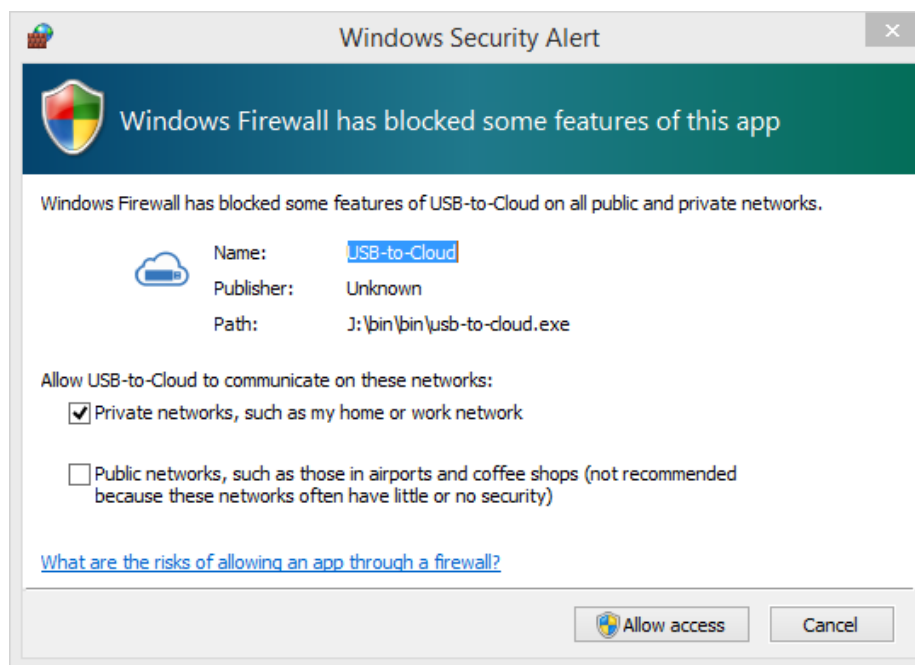 Windows Security Alert
Windows Firewall has blocked some features of this app
Windows Firewall has blocked some features of USB-to-Cloud on all public and private networks.
Name: USB-to-Cloud
Publisher: Unknown
Path: J:\bin\bin\usb-to-cloud.exe
Allow USB-to-Cloud to communicate on these networks:
Private networks, such as my home or work network
Public networks, such as those in airports and coffee shops (not recommended
because these networks often have little or no security)
What are the risks of allowing an app through a firewall?
Allow access Cancel